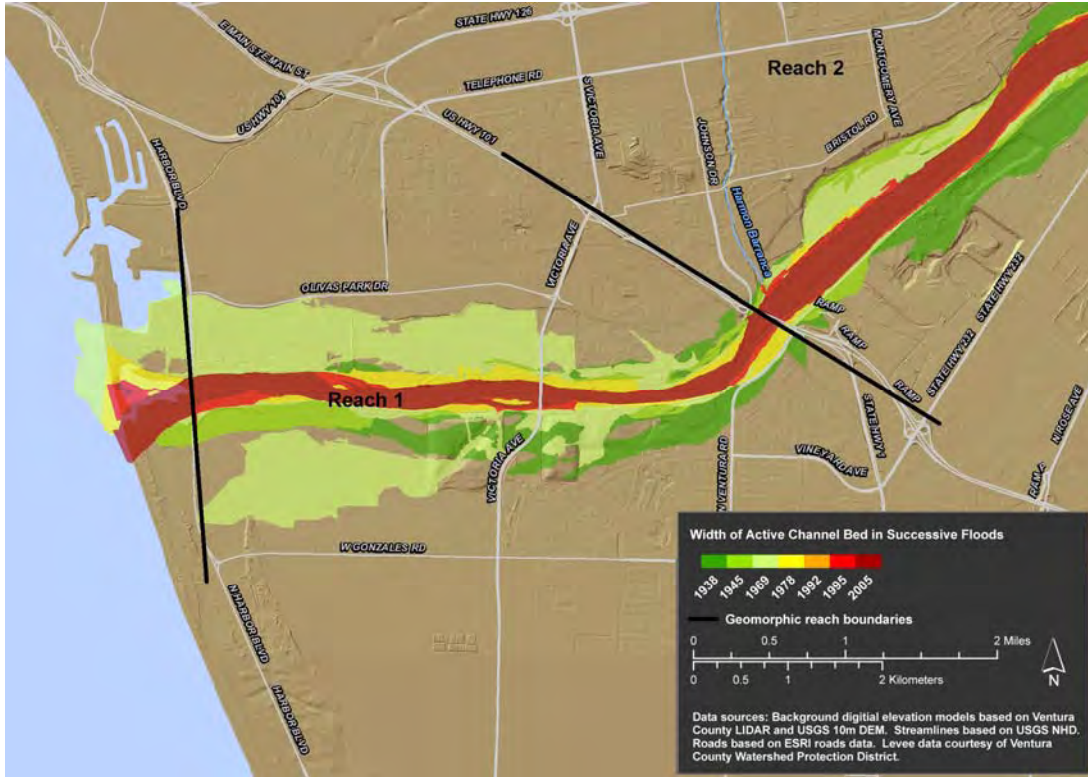 STATE HWY 126
E MAIN ST/E MAIN ST
TELEPHONE RD
Reach 2
MONTGOMERY AVE
US HWY 101
US HWY 101
S VICTORIA AVE
JOHNSON DR
BRISTOL RD
HARBOR BLVD
Harmon Barranca
VICTORIA AVE
OLIVAS PARK DR
STATE HWY 232
STATE HWY 232
RAMP
RAMP
RAMP
Reach 1
VICTORIA AVE
N VENTURA RD
VINEYARD AVE
STATE HWY 1
N ROSE AVE
RAMP
W GONZALES RD
N HARBOR BLVD
HARBOR BLVD
Width of Active Channel Bed in Successive Floods
1938 1945 1969 1978 1992 1995 2005
Geomorphic reach boundaries
0 0.5 1 2 Miles
0 0.5 1 2 Kilometers
N
Data sources: Background digitial elevation models based on Ventura
County LIDAR and USGS 10m DEM. Streamlines based on USGS NHD.
Roads based on ESRI roads data. Levee data courtesy of Ventura
County Watershed Protection District.